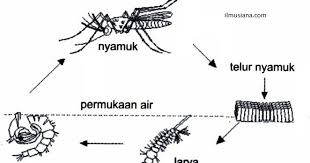 ilmusiana.com
nyamuk
telur nyamuk
permukaan air
larva